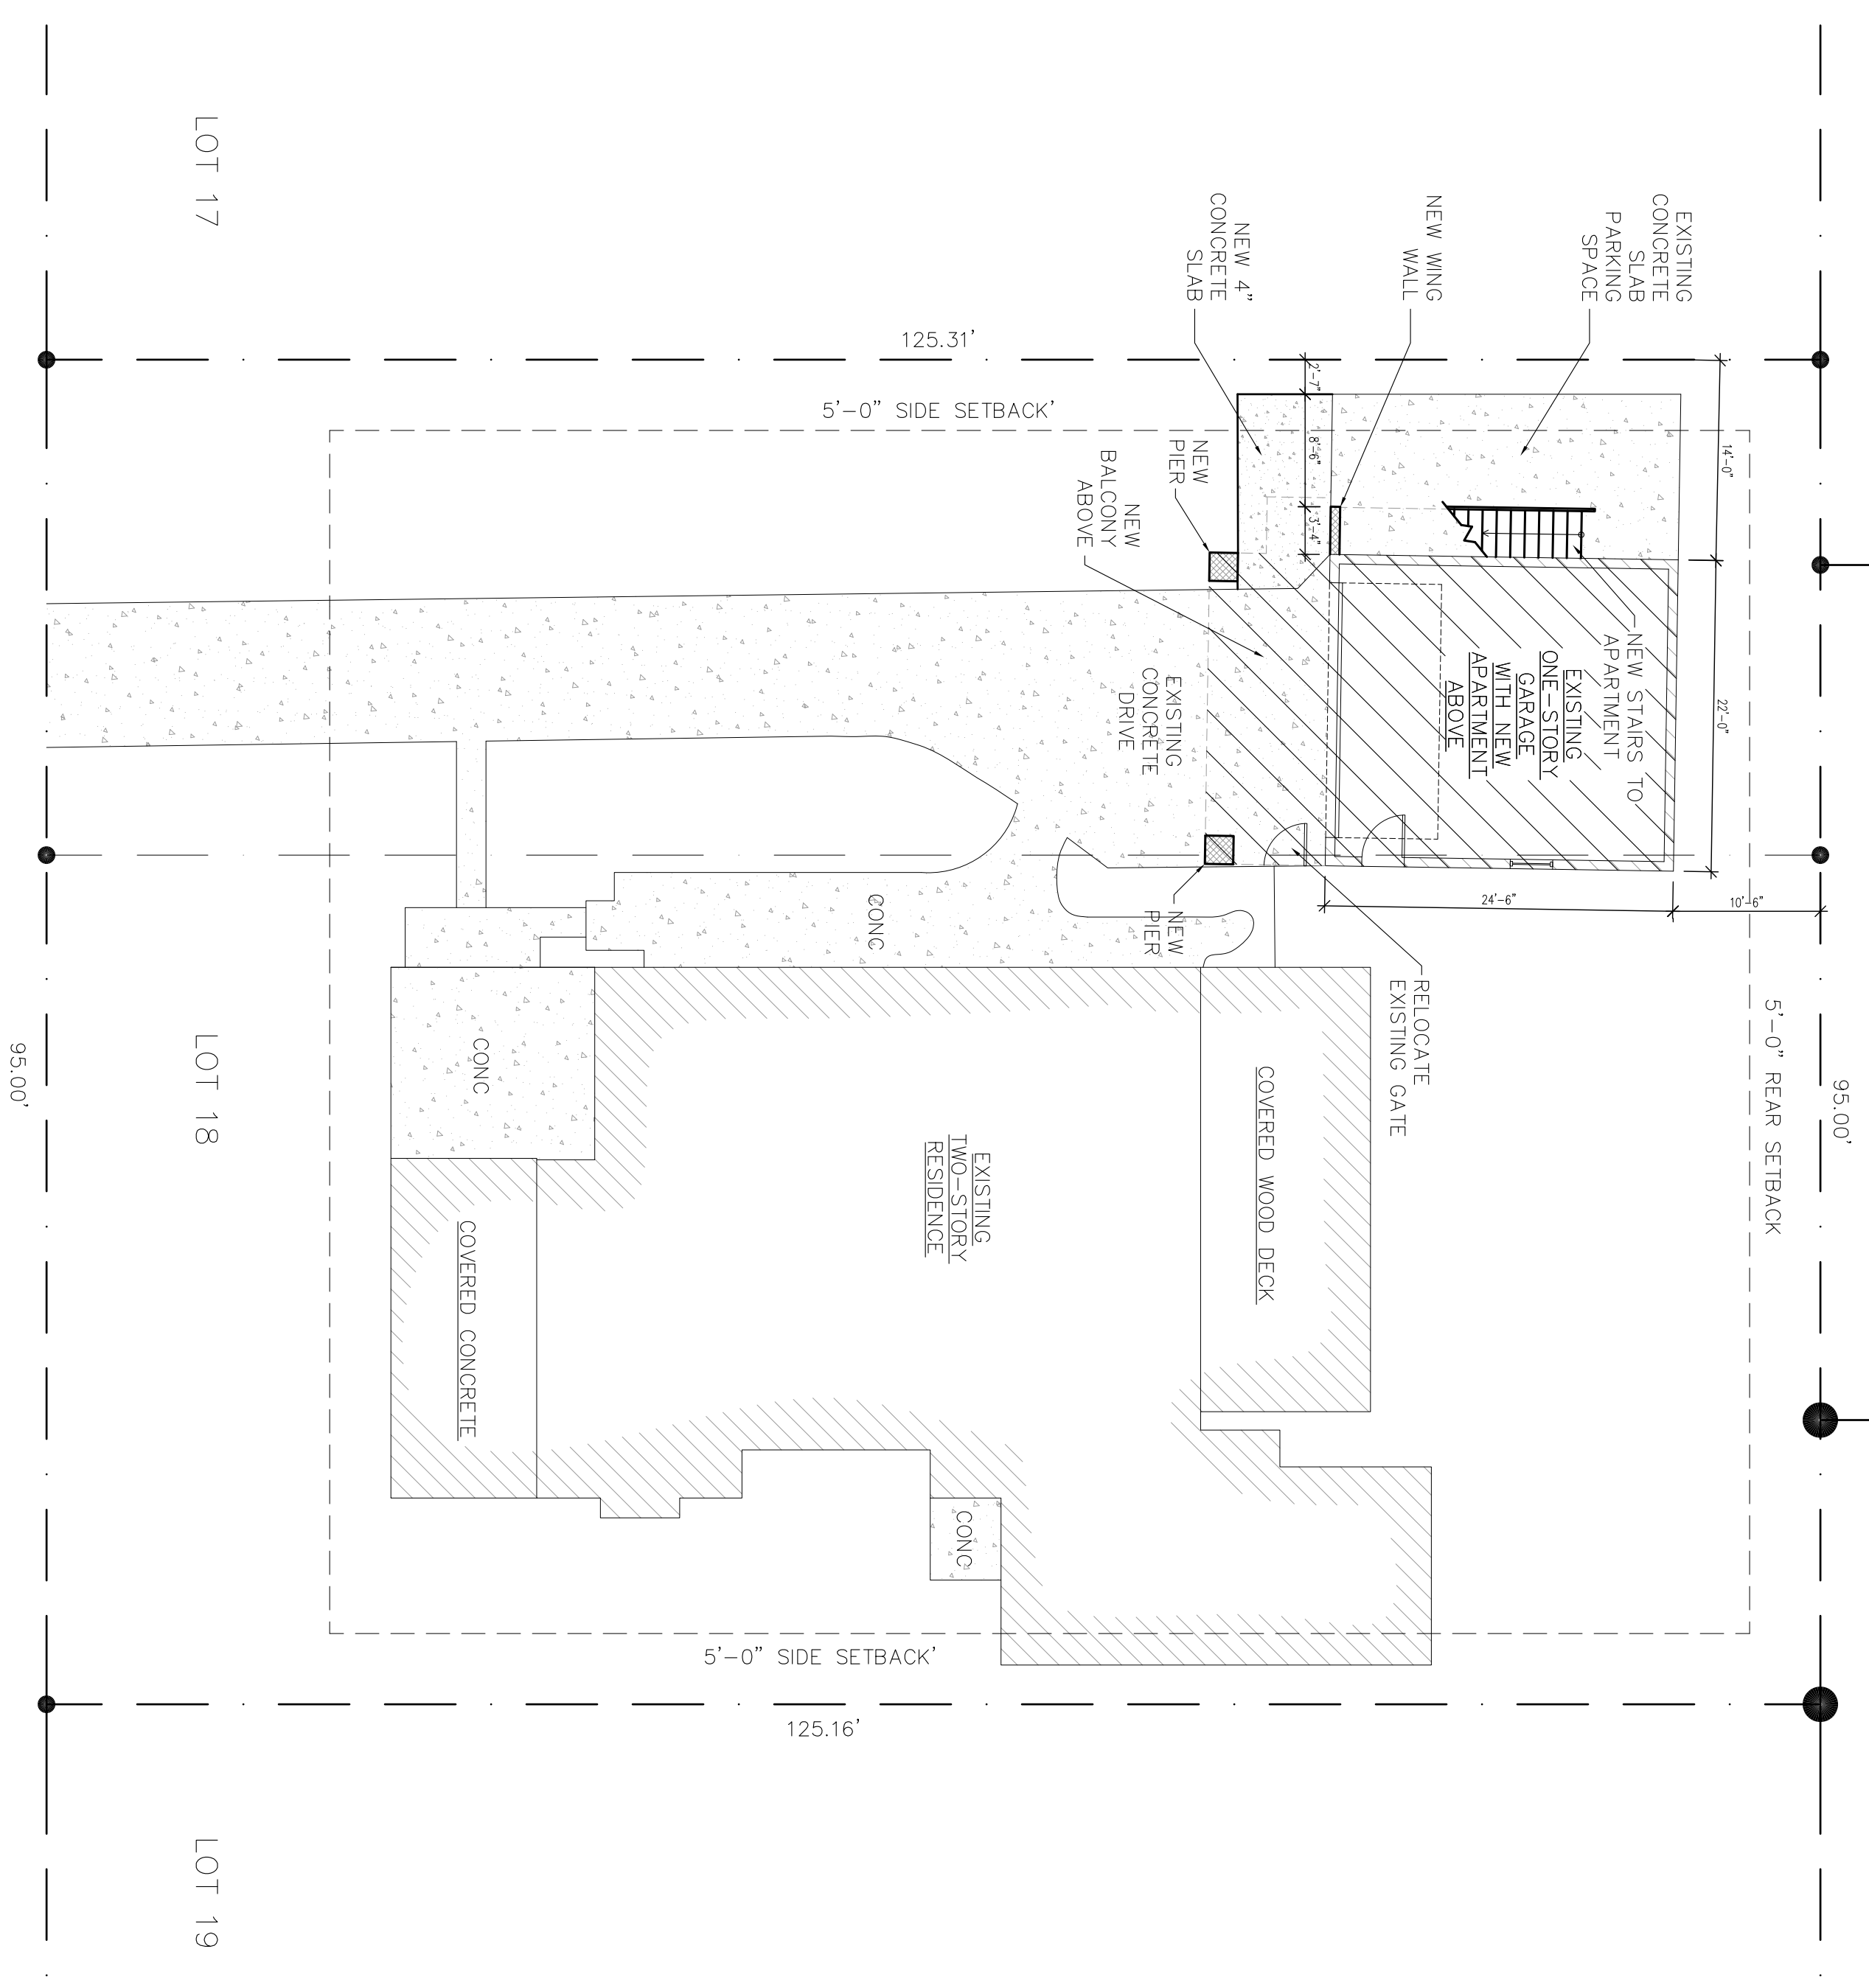 LOT 17
EXISTING
CONCRETE
SLAB
PARKING
SPACE
NEW WING
WALL
NEW 4"
CONCRETE
SLAB
125.31'
5'-0" SIDE SETBACK'
2'-7"
8'-6"
3'-4"
14'-0"
22'-0"
24'-6"
10'-6"
NEW
PIER
NEW
BALCONY
ABOVE
NEW STAIRS TO
APARTMENT
EXISTING
ONE-STORY
GARAGE
WITH NEW
APARTMENT
ABOVE
EXISTING
CONCRETE
DRIVE
NEW
PIER
CONC
RELOCATE
EXISTING GATE
5'-0" REAR SETBACK
95.00'
COVERED WOOD DECK
EXISTING
TWO-STORY
RESIDENCE
CONC
COVERED CONCRETE
CONC
LOT 18
95.00'
5'-0" SIDE SETBACK'
125.16'
LOT 19